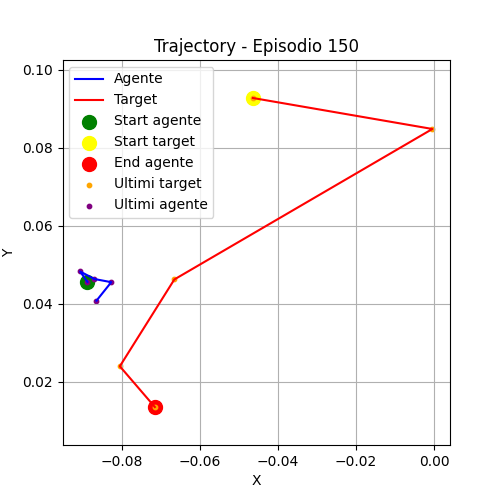 Trajectory - Episodio 150
Agente
Target
Start agente
Start target
End agente
Ultimi target
Ultimi agente
0.10
0.08
0.06
0.04
0.02
Y
−0.08
−0.06
−0.04
−0.02
0.00
X